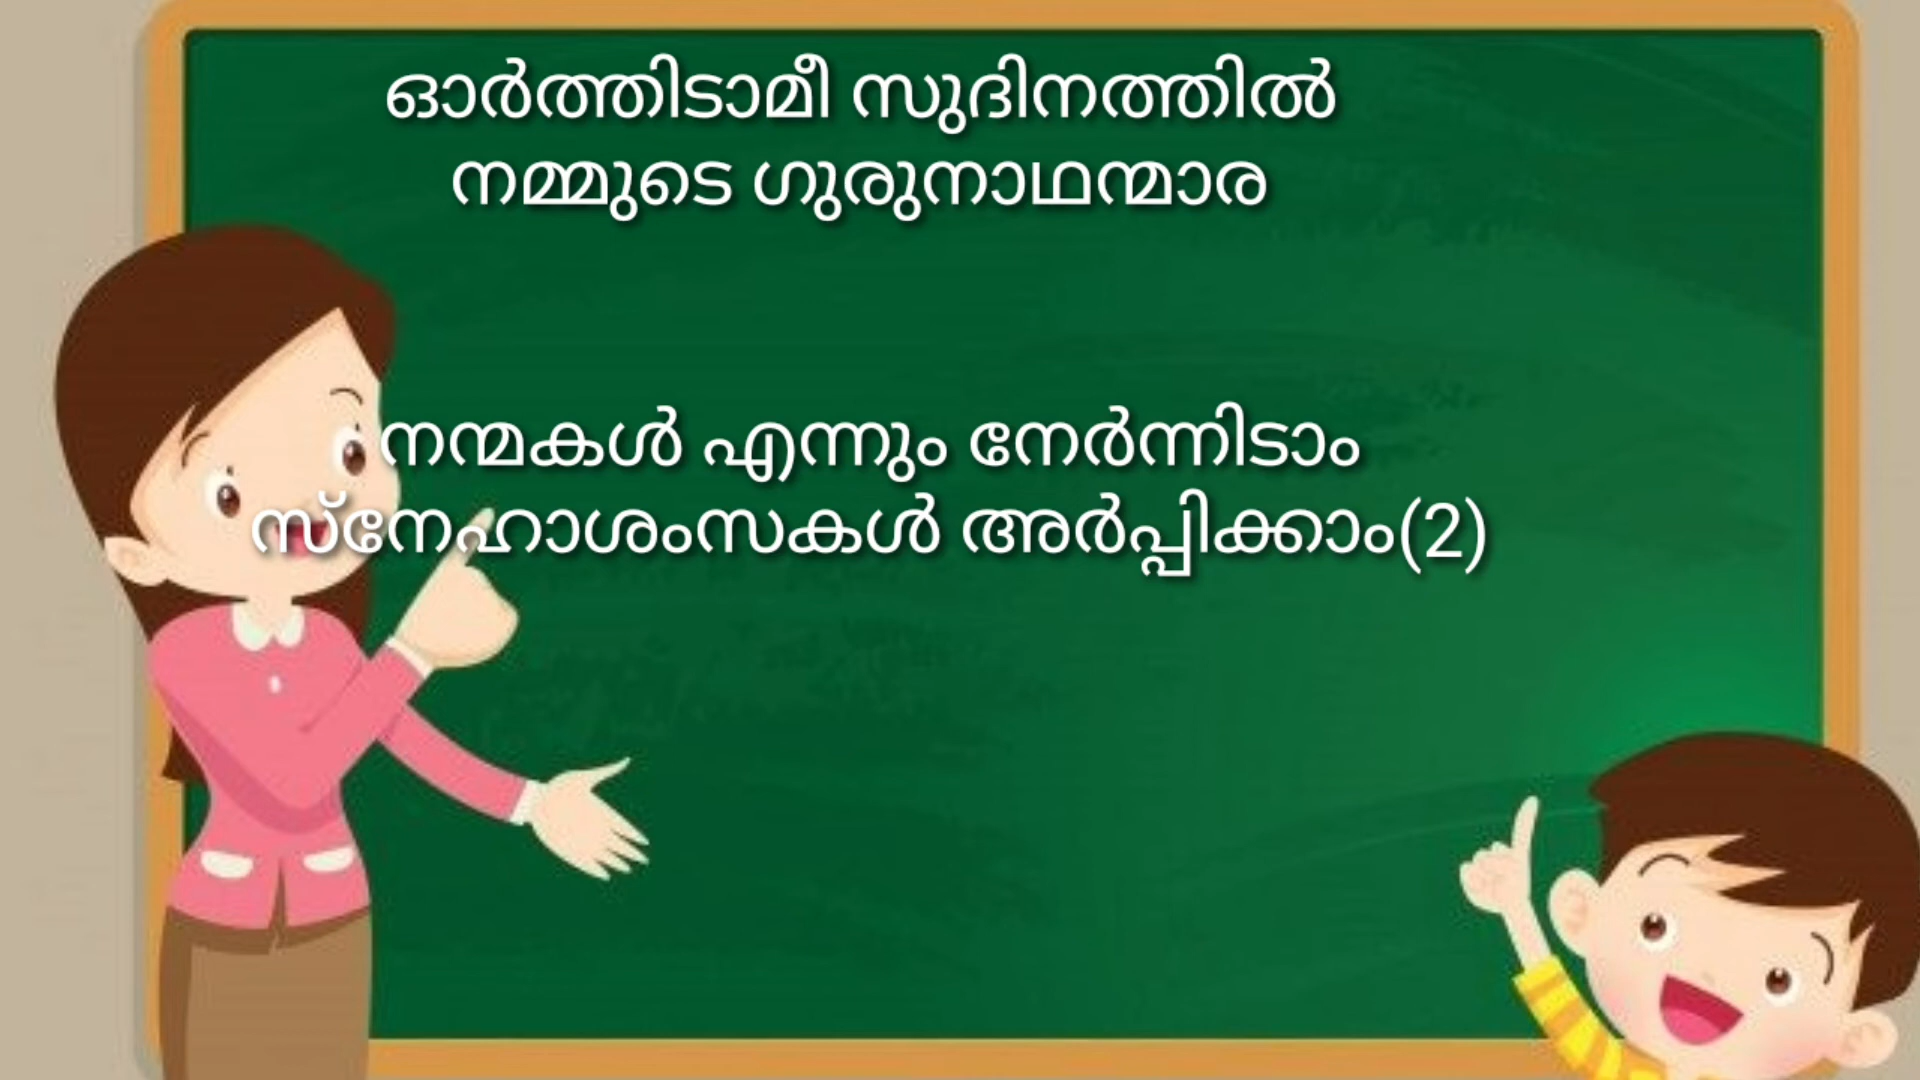 ഓർത്തിടാമീ സുദിനത്തിൽ
നമ്മുടെ ഗുരുനാഥന്മാര
നന്മകൾ എന്നും നേർന്നിടാം
സ്നേഹാശംസകൾ അർപ്പിക്കാം(2)